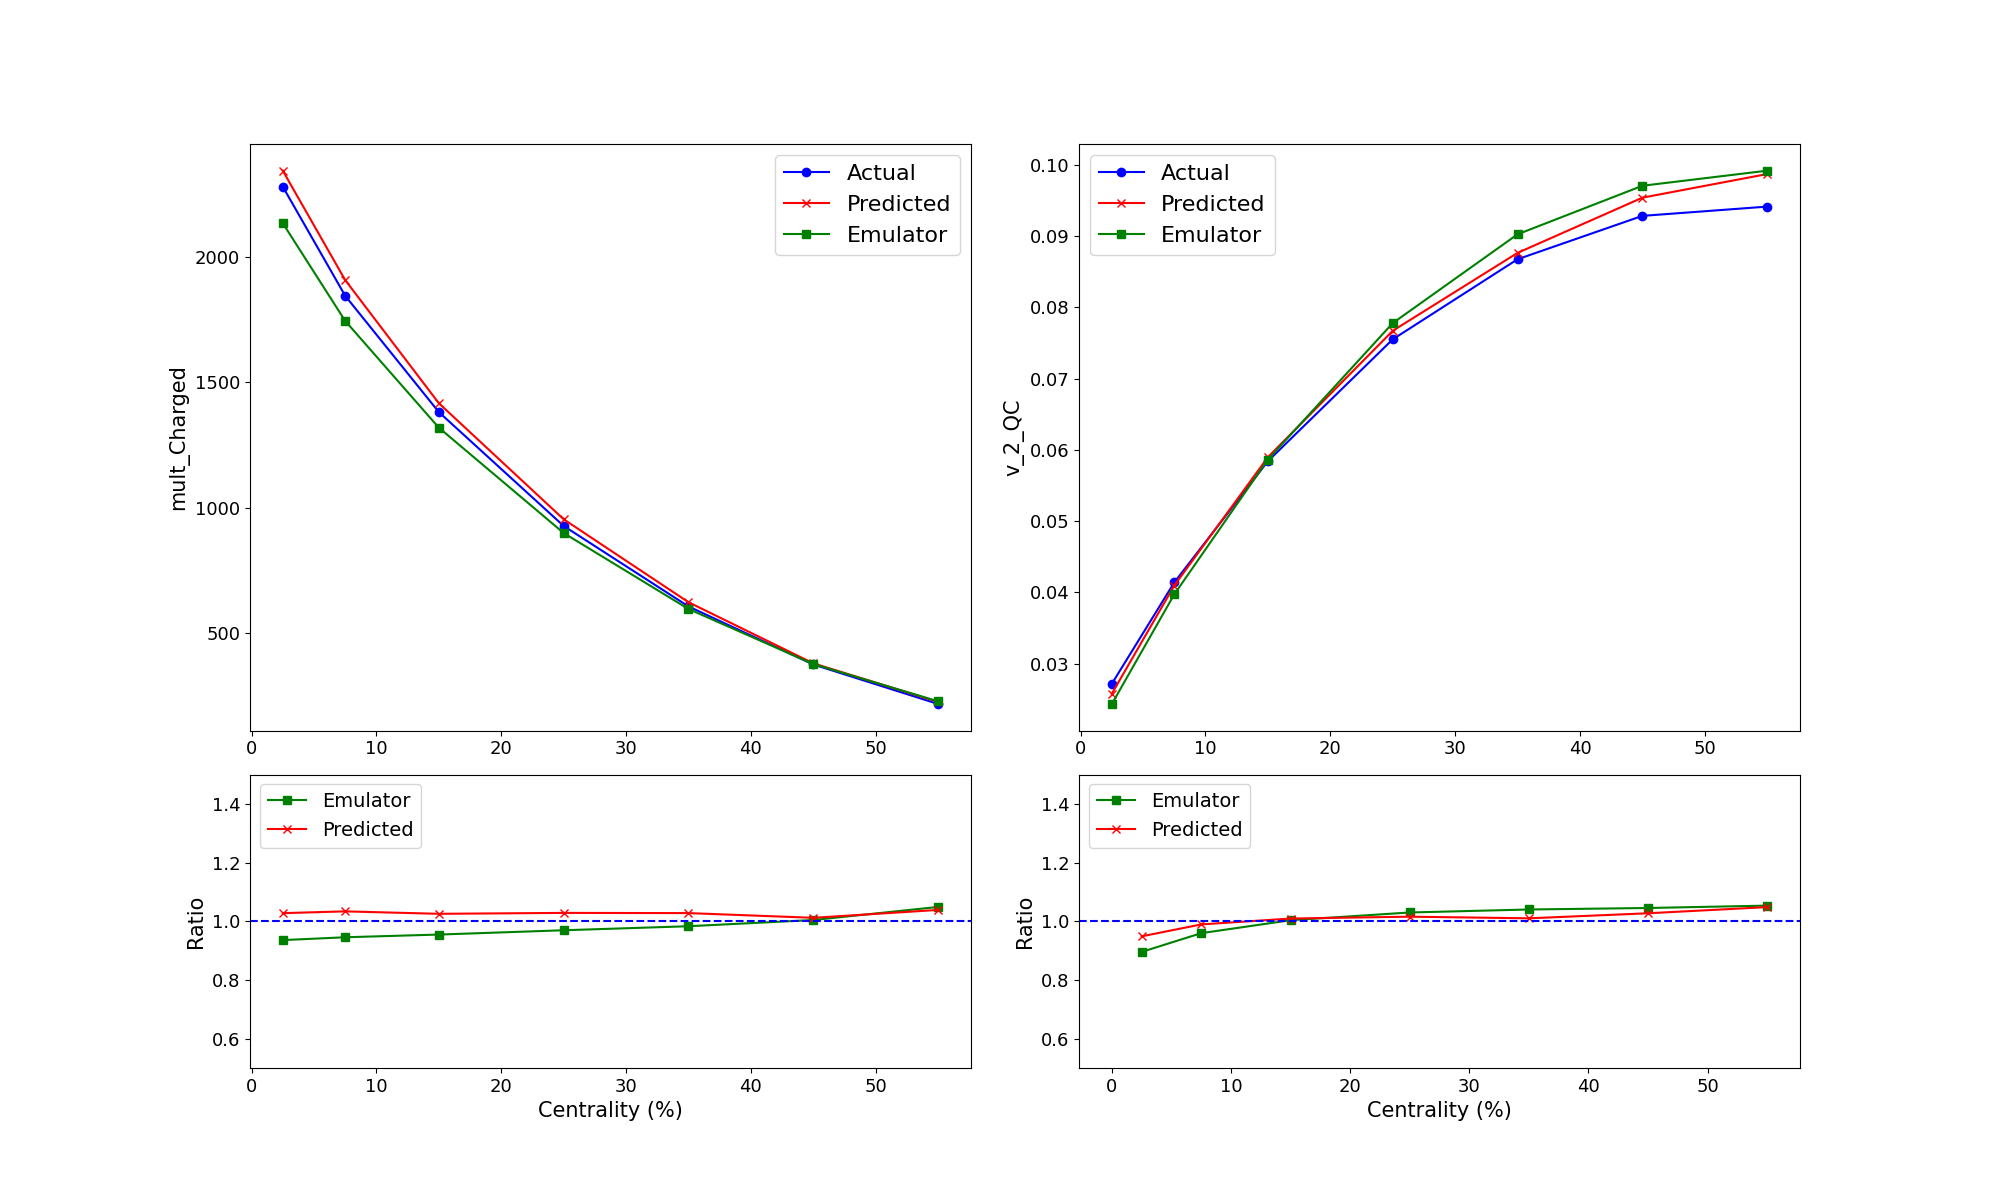 Actual
Predicted
Emulator
mult_Charged
2000
1500
1000
500
0 10 20 30 40 50
Actual
Predicted
Emulator
v_2_QC
0.10
0.09
0.08
0.07
0.06
0.05
0.04
0.03
0 10 20 30 40 50
Emulator
Predicted
Ratio
1.4
1.2
1.0
0.8
0.6
0 10 20 30 40 50
Centrality (%)
Emulator
Predicted
Ratio
1.4
1.2
1.0
0.8
0.6
0 10 20 30 40 50
Centrality (%)